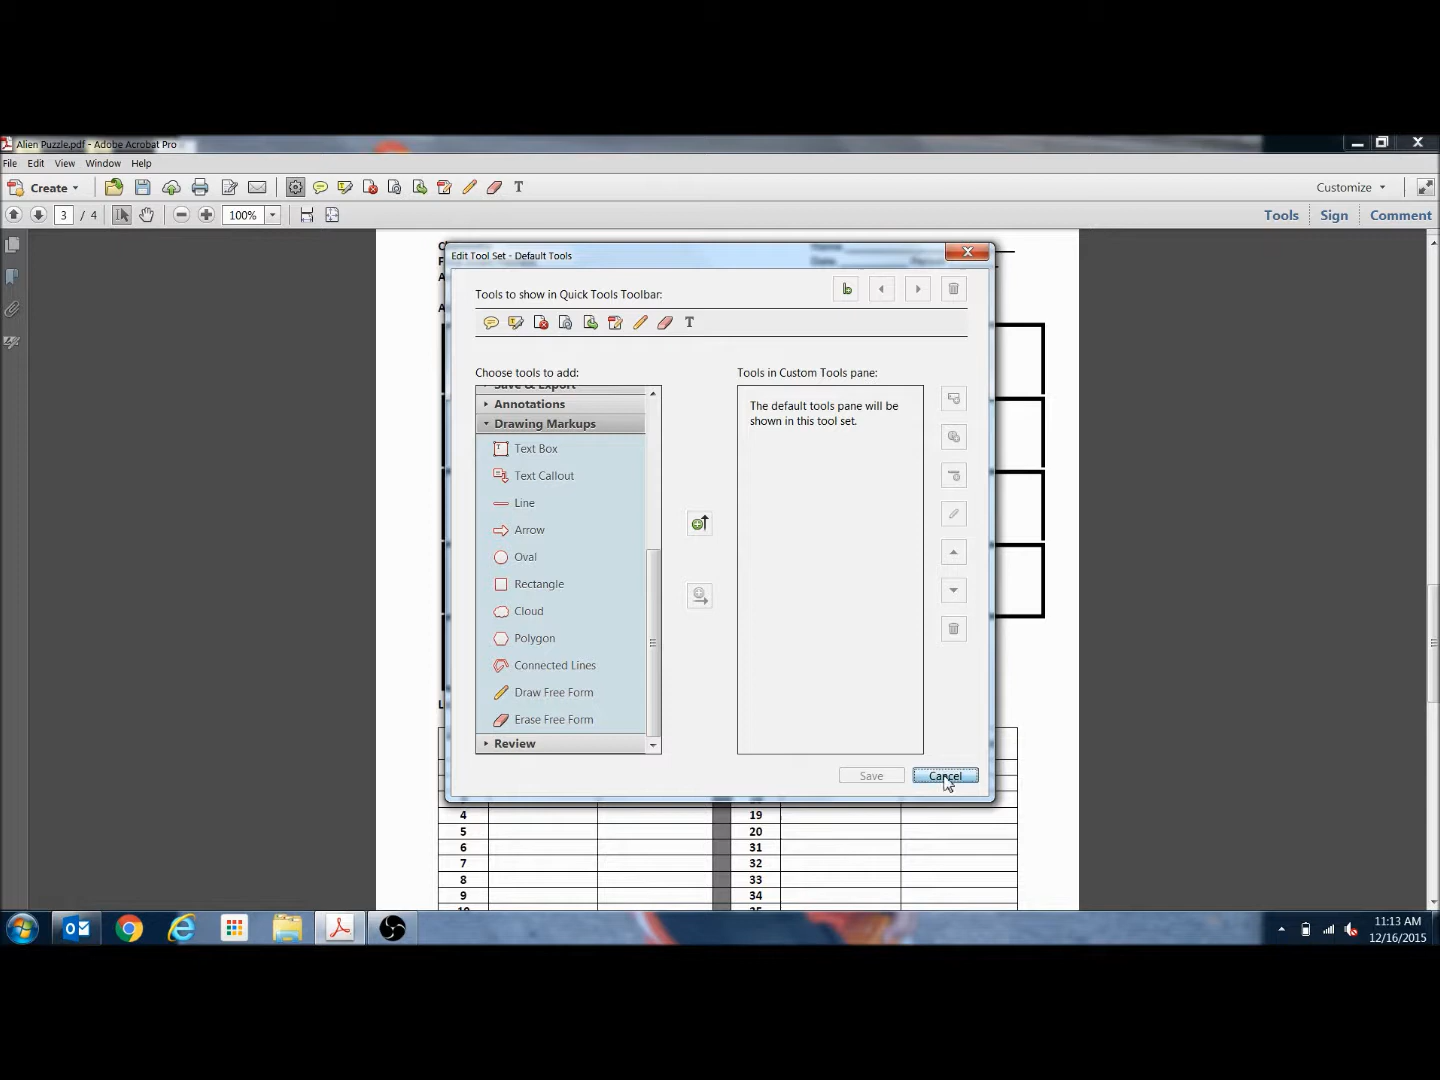 Alien Puzzle.pdf - Adobe Acrobat Pro
File Edit View Window Help
Create
Customize
3 / 4
100%
Tools Sign Comment
Edit Tool Set - Default Tools
Tools to show in Quick Tools Toolbar:
Choose tools to add:
Tools in Custom Tools pane:
Save & Export
Annotations
Drawing Markups
Text Box
Text Callout
Line
Arrow
Oval
Rectangle
Cloud
Polygon
Connected Lines
Draw Free Form
Erase Free Form
Review
The default tools pane will be
shown in this tool set.
Save
Cancel
4 19
5 20
6 31
7 32
8 33
9 34
11:13 AM
12/16/2015